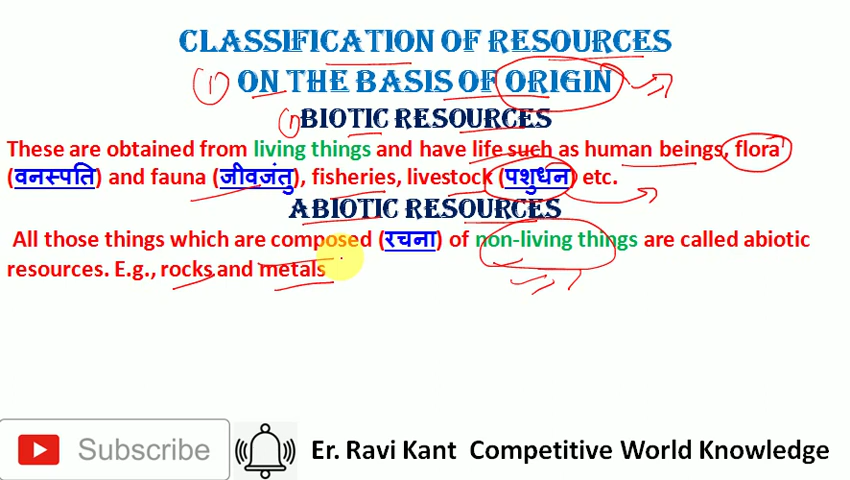 CLASSIFICATION OF RESOURCES
(1) ON THE BASIS OF ORIGIN
(1) BIOTIC RESOURCES
These are obtained from living things and have life such as human beings, flora
(वनस्पति) and fauna (जीवजंतु), fisheries, livestock (पशुधन) etc.
ABIOTIC RESOURCES
All those things which are composed (रचना) of non-living things are called abiotic
resources. E.g., rocks and metals
Subscribe
Er. Ravi Kant Competitive World Knowledge